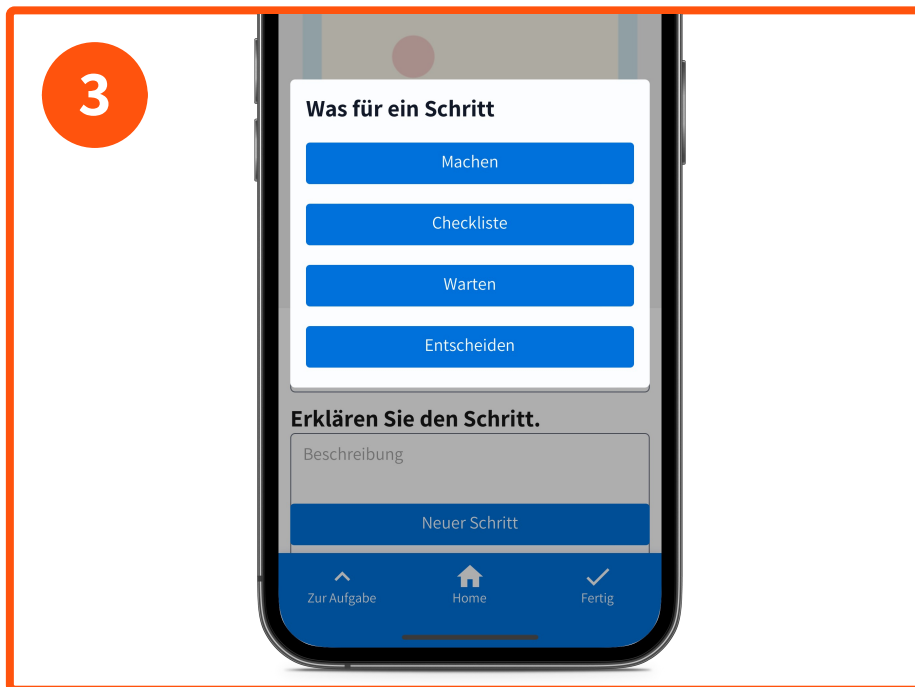 3
Was für ein Schritt
Machen
Checkliste
Warten
Entscheiden
Erklären Sie den Schritt.
Beschreibung
Neuer Schritt
Zur Aufgabe
Home
Fertig